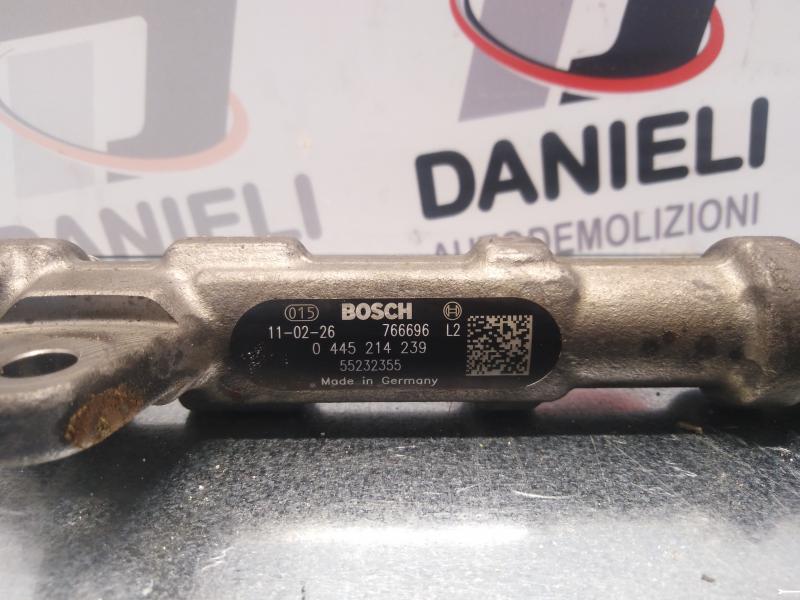 DANIELI
AUTODEMOLIZIONI
DANIELI
015 BOSCH
11-02-26 766696 L2
0 445 214 239
55232355
Made in Germany